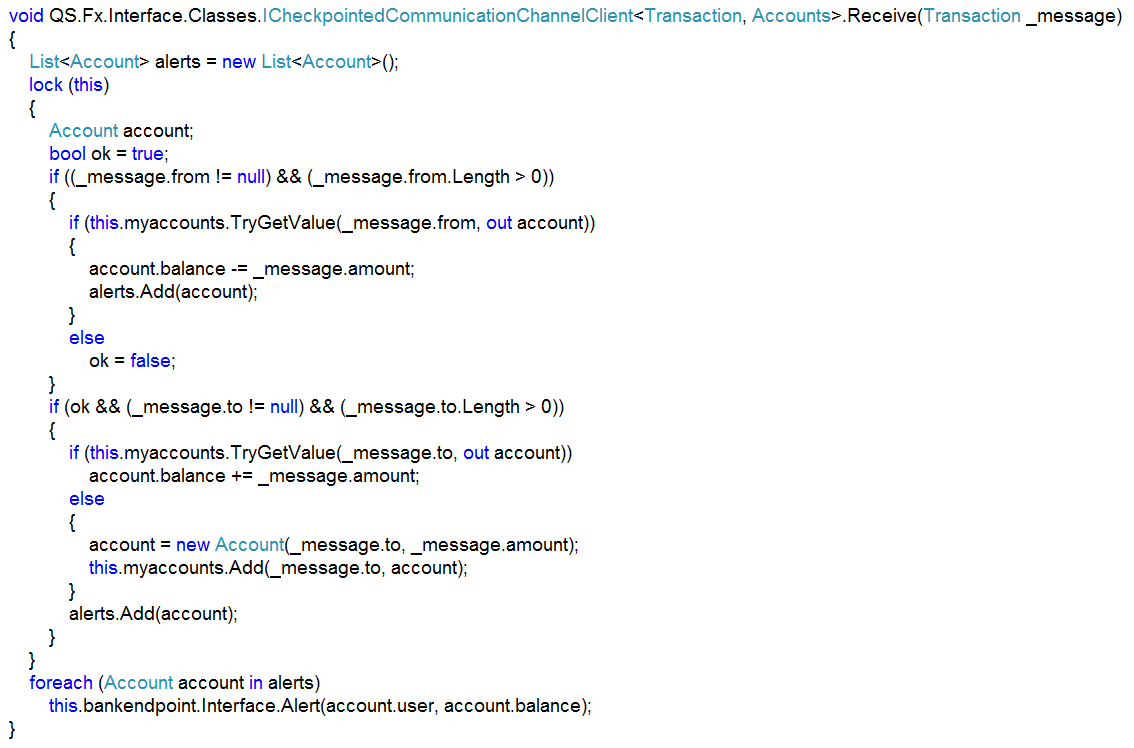 void QS.Fx.Interface.Classes.ICheckpointedCommunicationChannelClient<Transaction, Accounts>.Receive(Transaction _message)
{
    List<Account> alerts = new List<Account>();
    lock (this)
    {
        Account account;
        bool ok = true;
        if ((_message.from != null) && (_message.from.Length > 0))
        {
            if (this.myaccounts.TryGetValue(_message.from, out account))
            {
                account.balance -= _message.amount;
                alerts.Add(account);
            }
            else
                ok = false;
        }
        if (ok && (_message.to != null) && (_message.to.Length > 0))
        {
            if (this.myaccounts.TryGetValue(_message.to, out account))
                account.balance += _message.amount;
            else
            {
                account = new Account(_message.to, _message.amount);
                this.myaccounts.Add(_message.to, account);
            }
            alerts.Add(account);
        }
    }
    foreach (Account account in alerts)
        this.bankendpoint.Interface.Alert(account.user, account.balance);
}